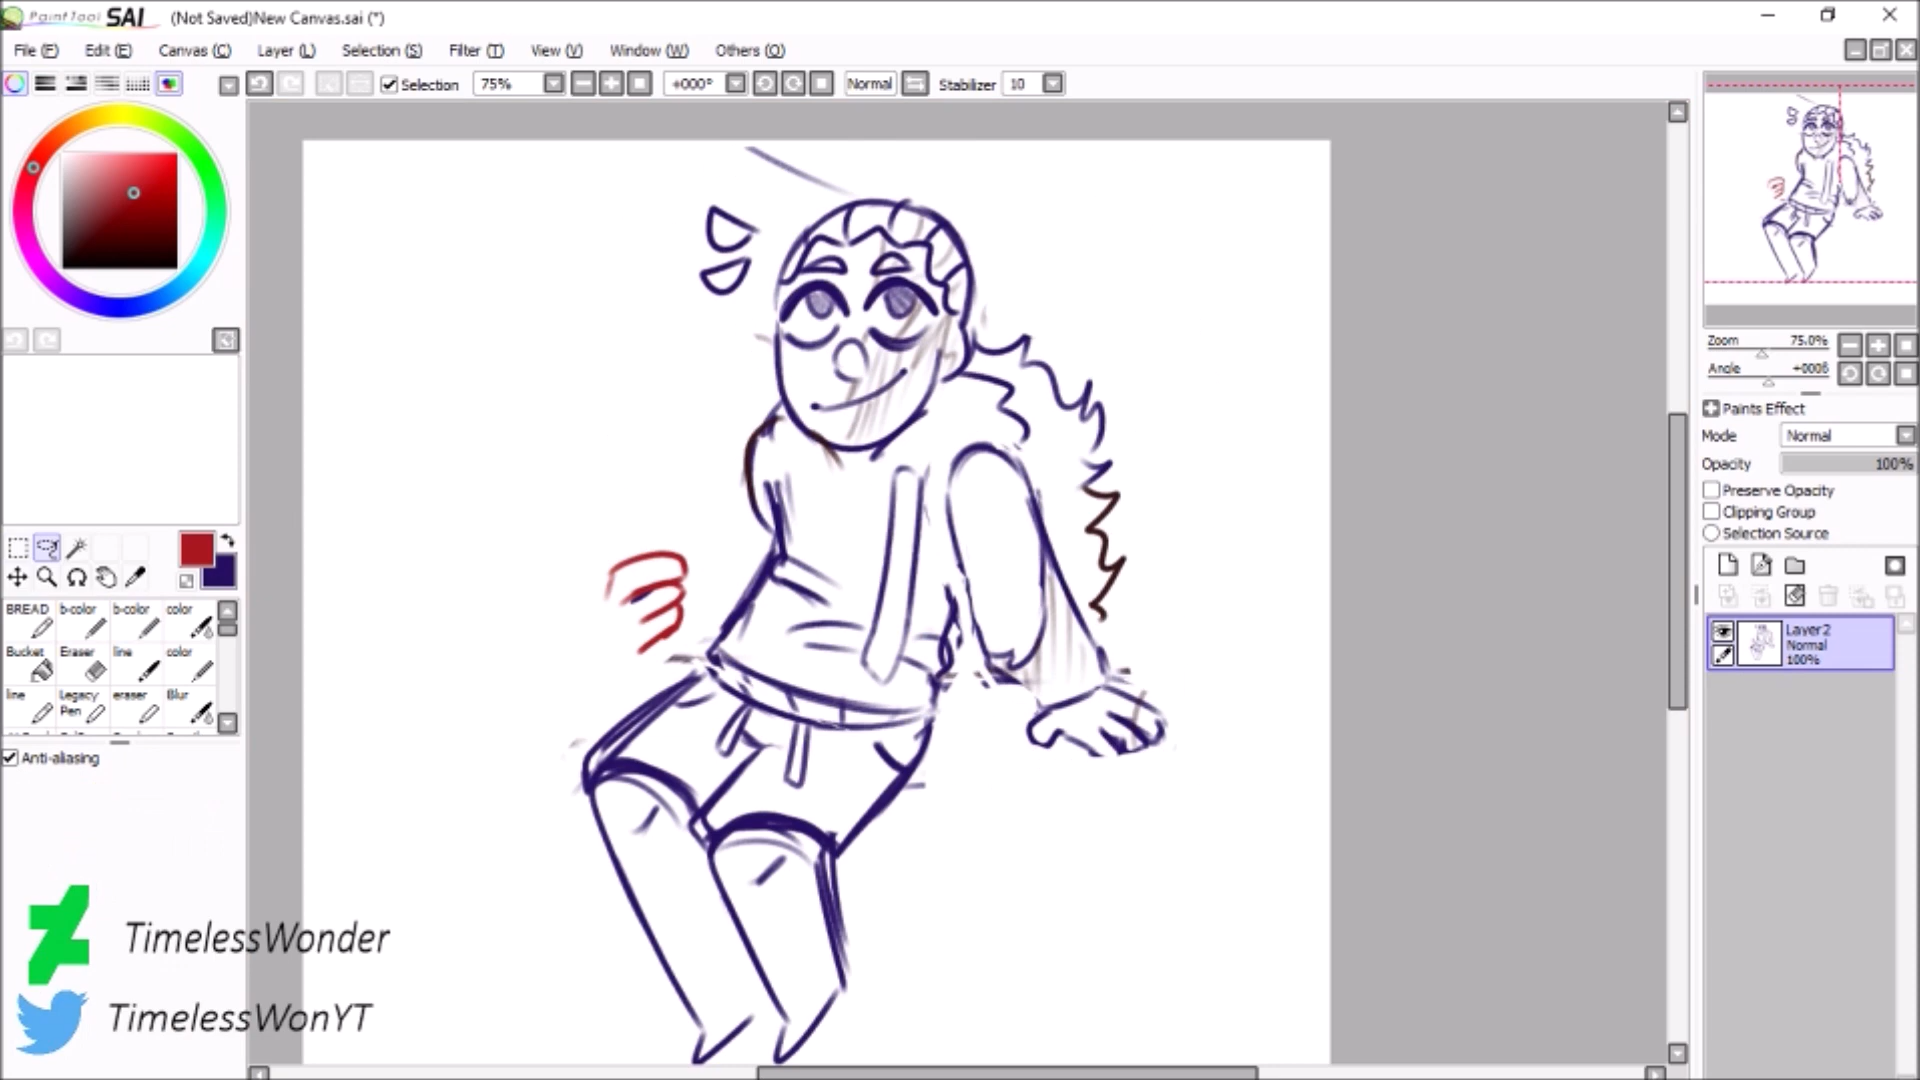 PaintTool SAI (Not Saved)New Canvas.sai (*)
File (F) Edit (E) Canvas (C) Layer (L) Selection (S) Filter (T) View (V) Window (W) Others (O)
Selection 75% +000° Normal Stabilizer 10
Zoom 75.0%
Angle +000§
Paints Effect
Mode Normal
Opacity 100%
Preserve Opacity
Clipping Group
Selection Source
Layer2
Normal
100%
BREAD b-color b-color color
Bucket Eraser line color
line Legacy Pen eraser Blur
Anti-aliasing
TimelessWonder
TimelessWonYT